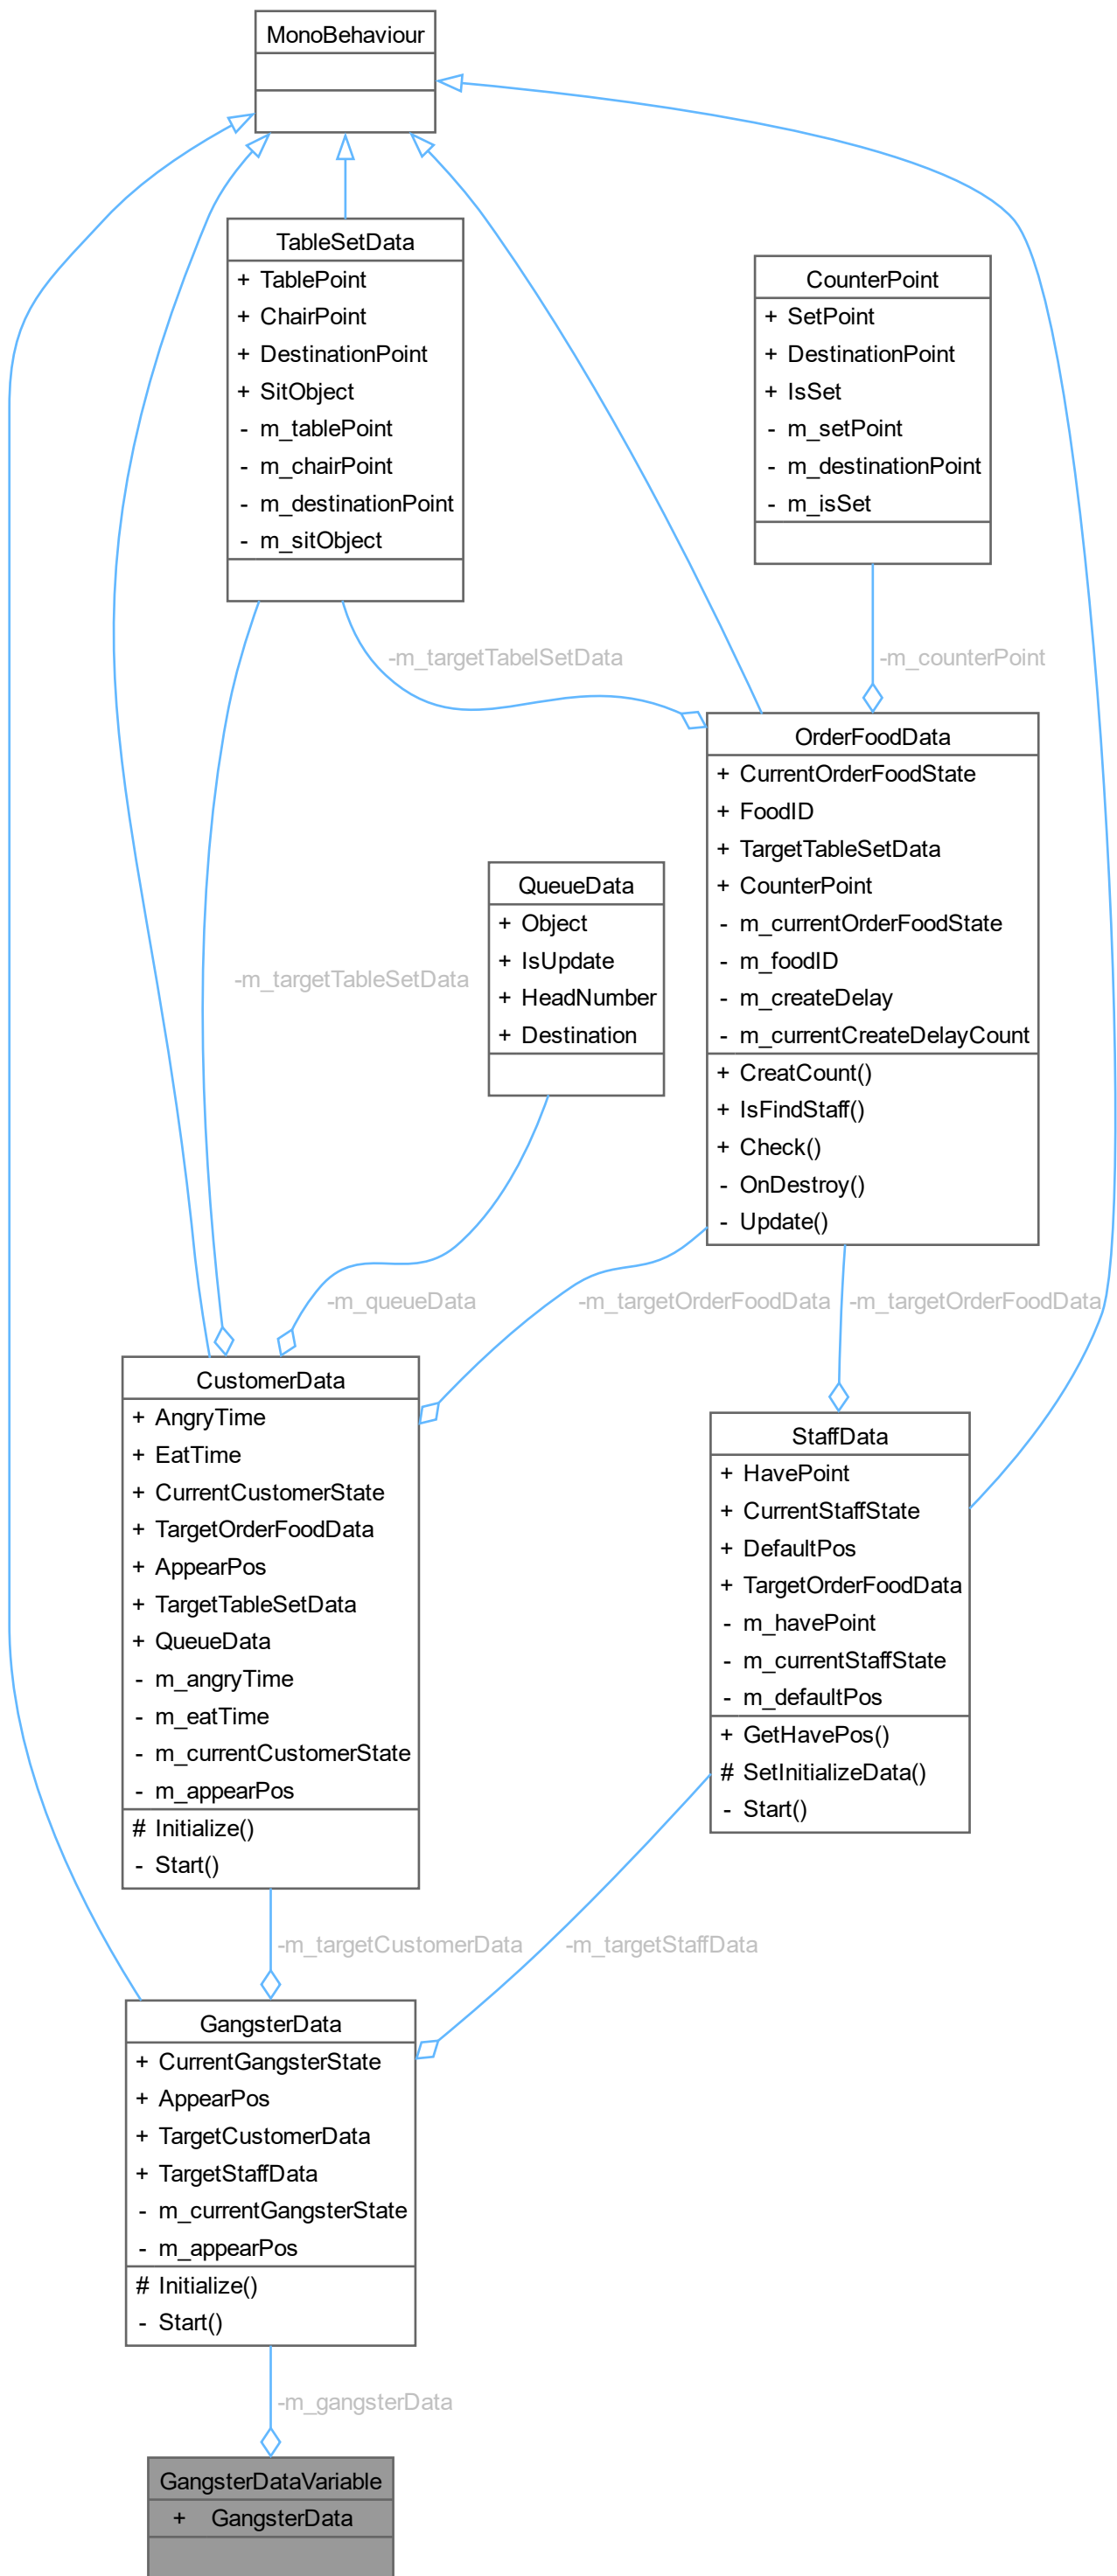 MonoBehaviour
TableSetData
+ TablePoint
+ ChairPoint
+ DestinationPoint
+ SitObject
- m_tablePoint
- m_chairPoint
- m_destinationPoint
- m_sitObject
CounterPoint
+ SetPoint
+ DestinationPoint
+ IsSet
- m_setPoint
- m_destinationPoint
- m_isSet
-m_targetTabelSetData
-m_counterPoint
OrderFoodData
+ CurrentOrderFoodState
+ FoodID
+ TargetTableSetData
+ CounterPoint
- m_currentOrderFoodState
- m_foodID
- m_createDelay
- m_currentCreateDelayCount
+ CreatCount()
+ IsFindStaff()
+ Check()
- OnDestroy()
- Update()
QueueData
+ Object
+ IsUpdate
+ HeadNumber
+ Destination
-m_targetTableSetData
-m_queueData
-m_targetOrderFoodData
-m_targetOrderFoodData
CustomerData
+ AngryTime
+ EatTime
+ CurrentCustomerState
+ TargetOrderFoodData
+ AppearPos
+ TargetTableSetData
+ QueueData
- m_angryTime
- m_eatTime
- m_currentCustomerState
- m_appearPos
# Initialize()
- Start()
StaffData
+ HavePoint
+ CurrentStaffState
+ DefaultPos
+ TargetOrderFoodData
- m_havePoint
- m_currentStaffState
- m_defaultPos
+ GetHavePos()
# SetInitializeData()
- Start()
-m_targetCustomerData
-m_targetStaffData
GangsterData
+ CurrentGangsterState
+ AppearPos
+ TargetCustomerData
+ TargetStaffData
- m_currentGangsterState
- m_appearPos
# Initialize()
- Start()
-m_gangsterData
GangsterDataVariable
+ GangsterData